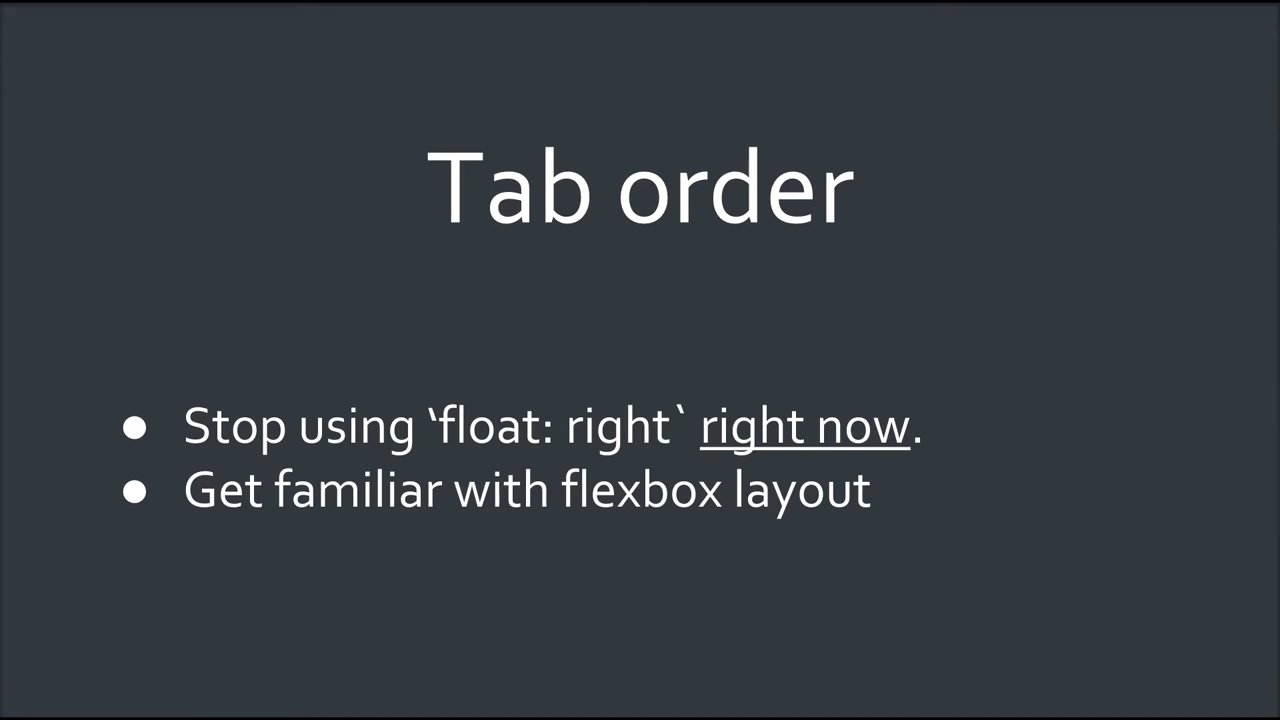 Tab order
● Stop using ‘float: right` right now.
● Get familiar with flexbox layout